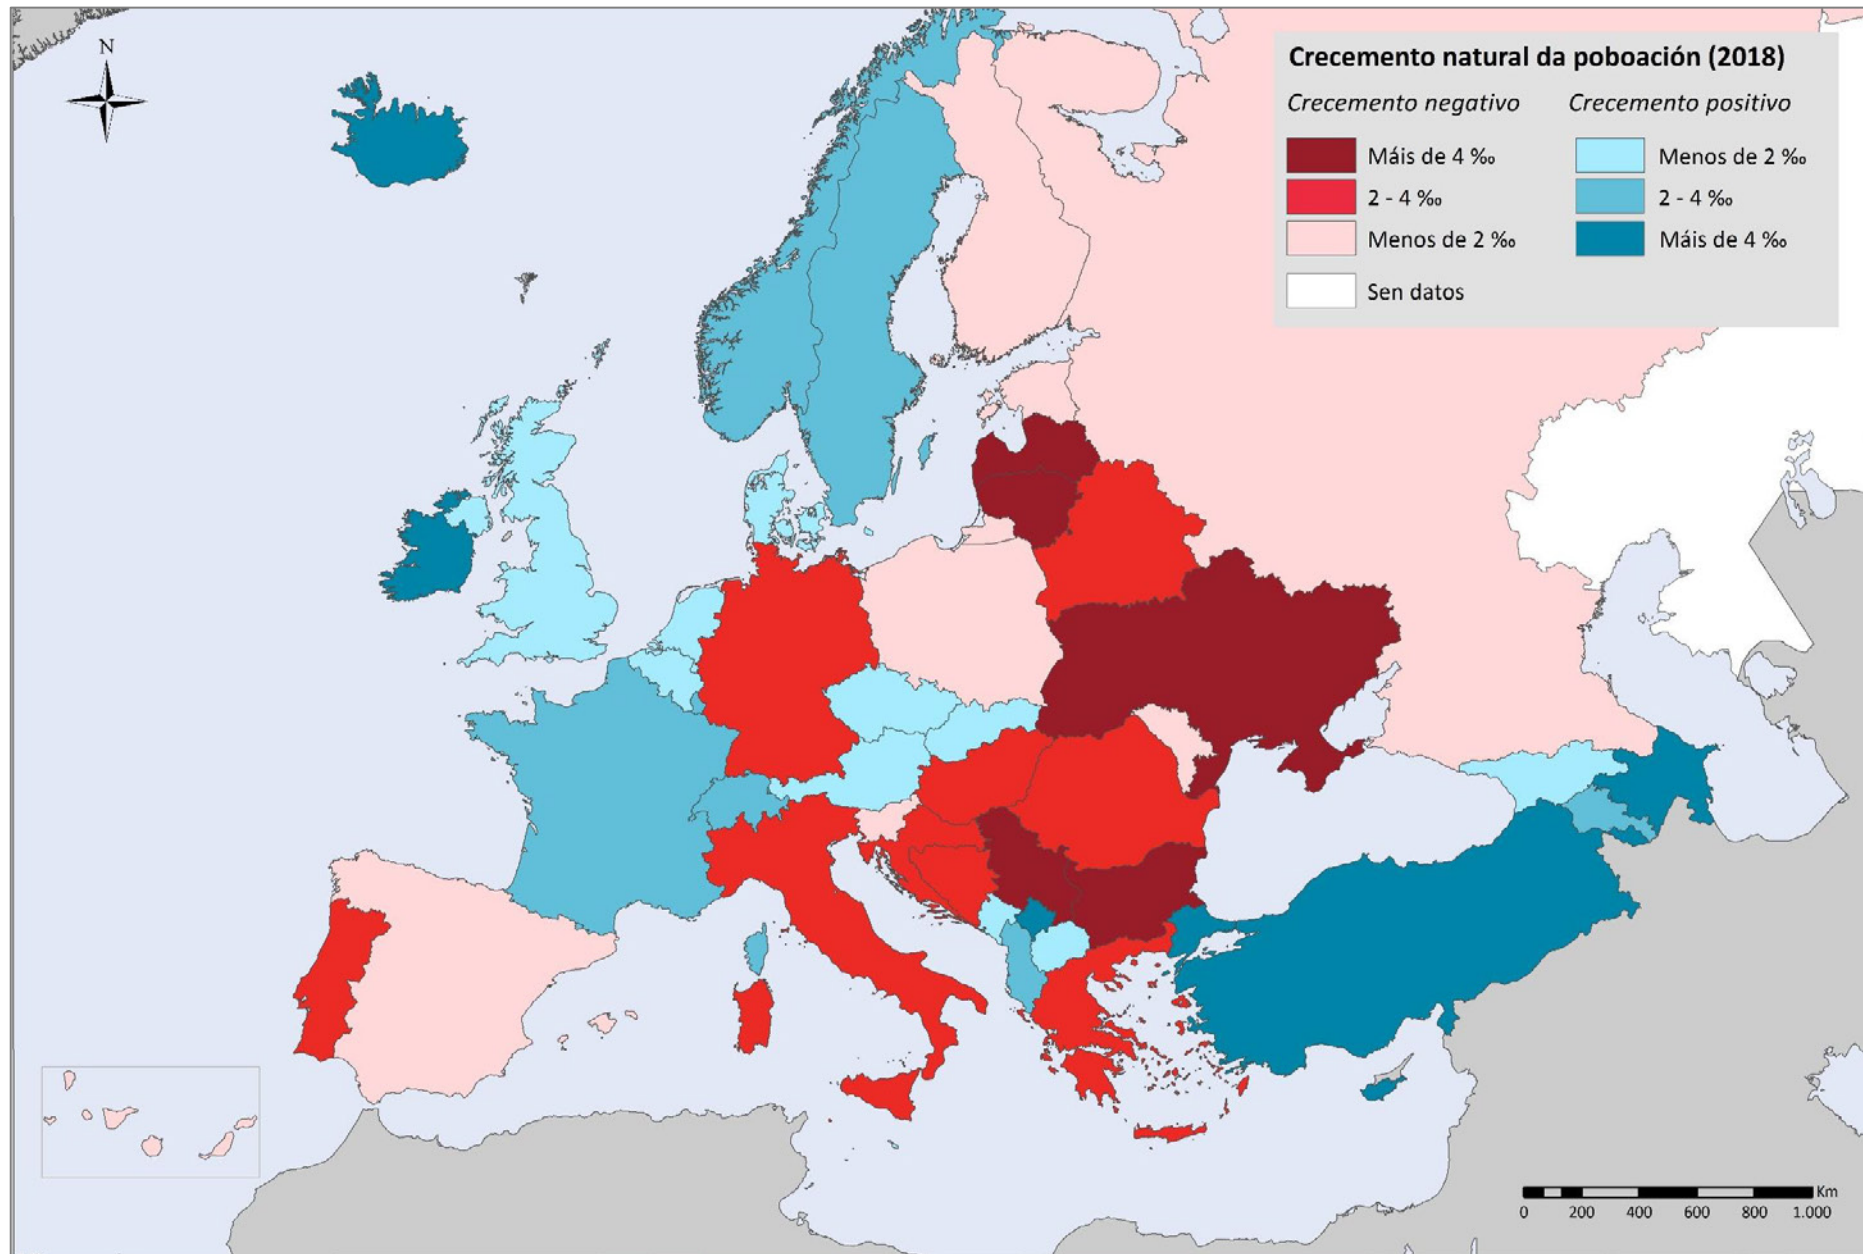 N
Crecemento natural da poboación (2018)
Crecemento negativo
Crecemento positivo
Máis de 4 ‰
Menos de 2 ‰
2 - 4 ‰
2 - 4 ‰
Menos de 2 ‰
Máis de 4 ‰
Sen datos
Km
0 200 400 600 800 1.000